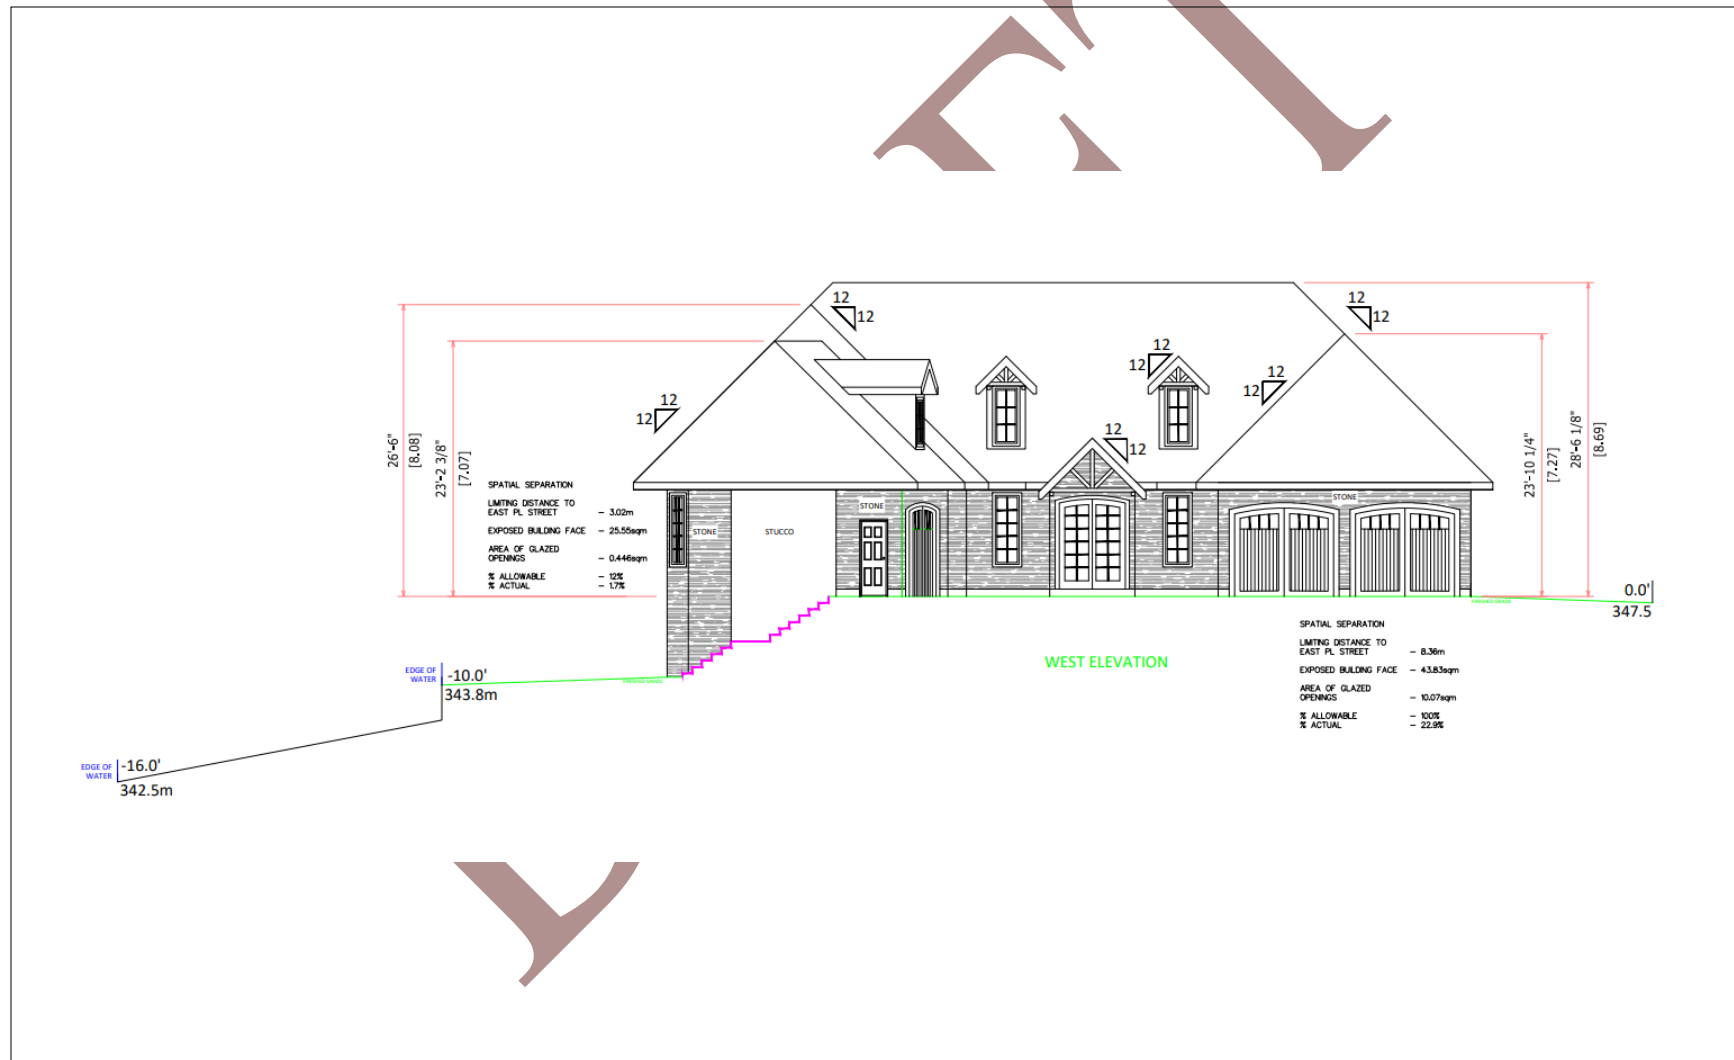 12
12
12
12
12
12
12
12
12
12
12
12
26'-6"
[8.08]
23'-2 3/8"
[7.07]
23'-10 1/4"
[7.27]
28'-6 1/8"
[8.69]
SPATIAL SEPARATION
LIMITING DISTANCE TO
EAST PL STREET – 3.02m
EXPOSED BUILDING FACE – 25.55sqm
AREA OF GLAZED
OPENINGS – 0.446sqm
% ALLOWABLE – 12%
% ACTUAL – 1.7%
STONE
STUCCO
STONE
STONE
0.0'
347.5
FINISHED GRADE
WEST ELEVATION
SPATIAL SEPARATION
LIMITING DISTANCE TO
EAST PL STREET – 8.36m
EXPOSED BUILDING FACE – 43.83sqm
AREA OF GLAZED
OPENINGS – 10.07sqm
% ALLOWABLE – 100%
% ACTUAL – 22.9%
EDGE OF
WATER
-10.0'
343.8m
FINISHED GRADE
EDGE OF
WATER
-16.0'
342.5m